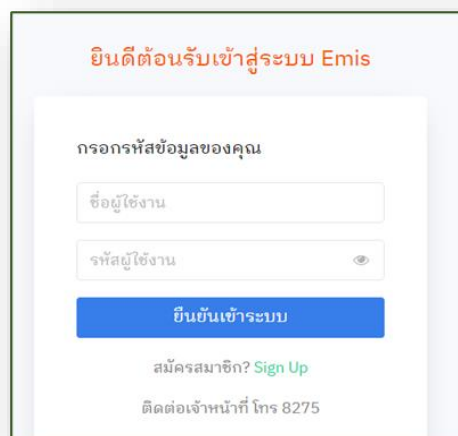 ยินดีต้อนรับเข้าสู่ระบบ Emis
กรอกรหัสข้อมูลของคุณ
ชื่อผู้ใช้งาน
รหัสผู้ใช้งาน
ยืนยันเข้าระบบ
สมัครสมาชิก? Sign Up
ติดต่อเจ้าหน้าที่ โทร 8275